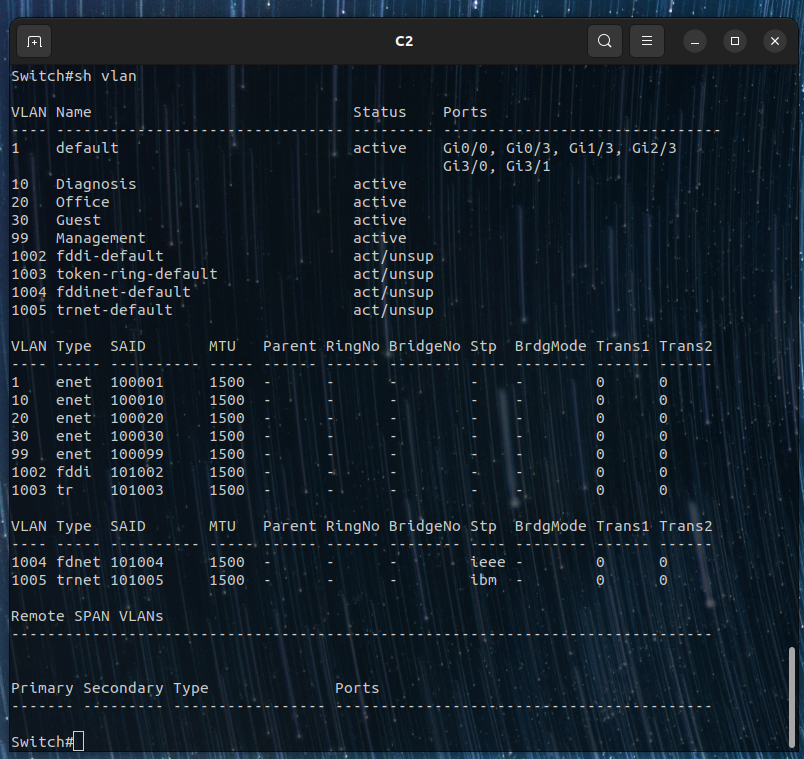 C2
Switch#sh vlan
VLAN Name                             Status    Ports
---- -------------------------------- --------- -------------------------------
1    default                          active    Gi0/0, Gi0/3, Gi1/3, Gi2/3
                                                Gi3/0, Gi3/1
10   Diagnosis                        active
20   Office                           active
30   Guest                            active
99   Management                       active
1002 fddi-default                     act/unsup
1003 token-ring-default               act/unsup
1004 fddinet-default                  act/unsup
1005 trnet-default                    act/unsup
VLAN Type  SAID       MTU   Parent RingNo BridgeNo Stp  BrdgMode Trans1 Trans2
---- ----- ---------- ----- ------ ------ -------- ---- -------- ------ ------
1    enet  100001     1500  -      -      -        -    -        0      0
10   enet  100010     1500  -      -      -        -    -        0      0
20   enet  100020     1500  -      -      -        -    -        0      0
30   enet  100030     1500  -      -      -        -    -        0      0
99   enet  100099     1500  -      -      -        -    -        0      0
1002 fddi  101002     1500  -      -      -        -    -        0      0
1003 tr    101003     1500  -      -      -        -    -        0      0
VLAN Type  SAID       MTU   Parent RingNo BridgeNo Stp  BrdgMode Trans1 Trans2
---- ----- ---------- ----- ------ ------ -------- ---- -------- ------ ------
1004 fdnet 101004     1500  -      -      -        ieee -        0      0
1005 trnet 101005     1500  -      -      -        ibm  -        0      0
Remote SPAN VLANs
------------------------------------------------------------------------------
Primary Secondary Type              Ports
------- --------- ----------------- ------------------------------------------
Switch#